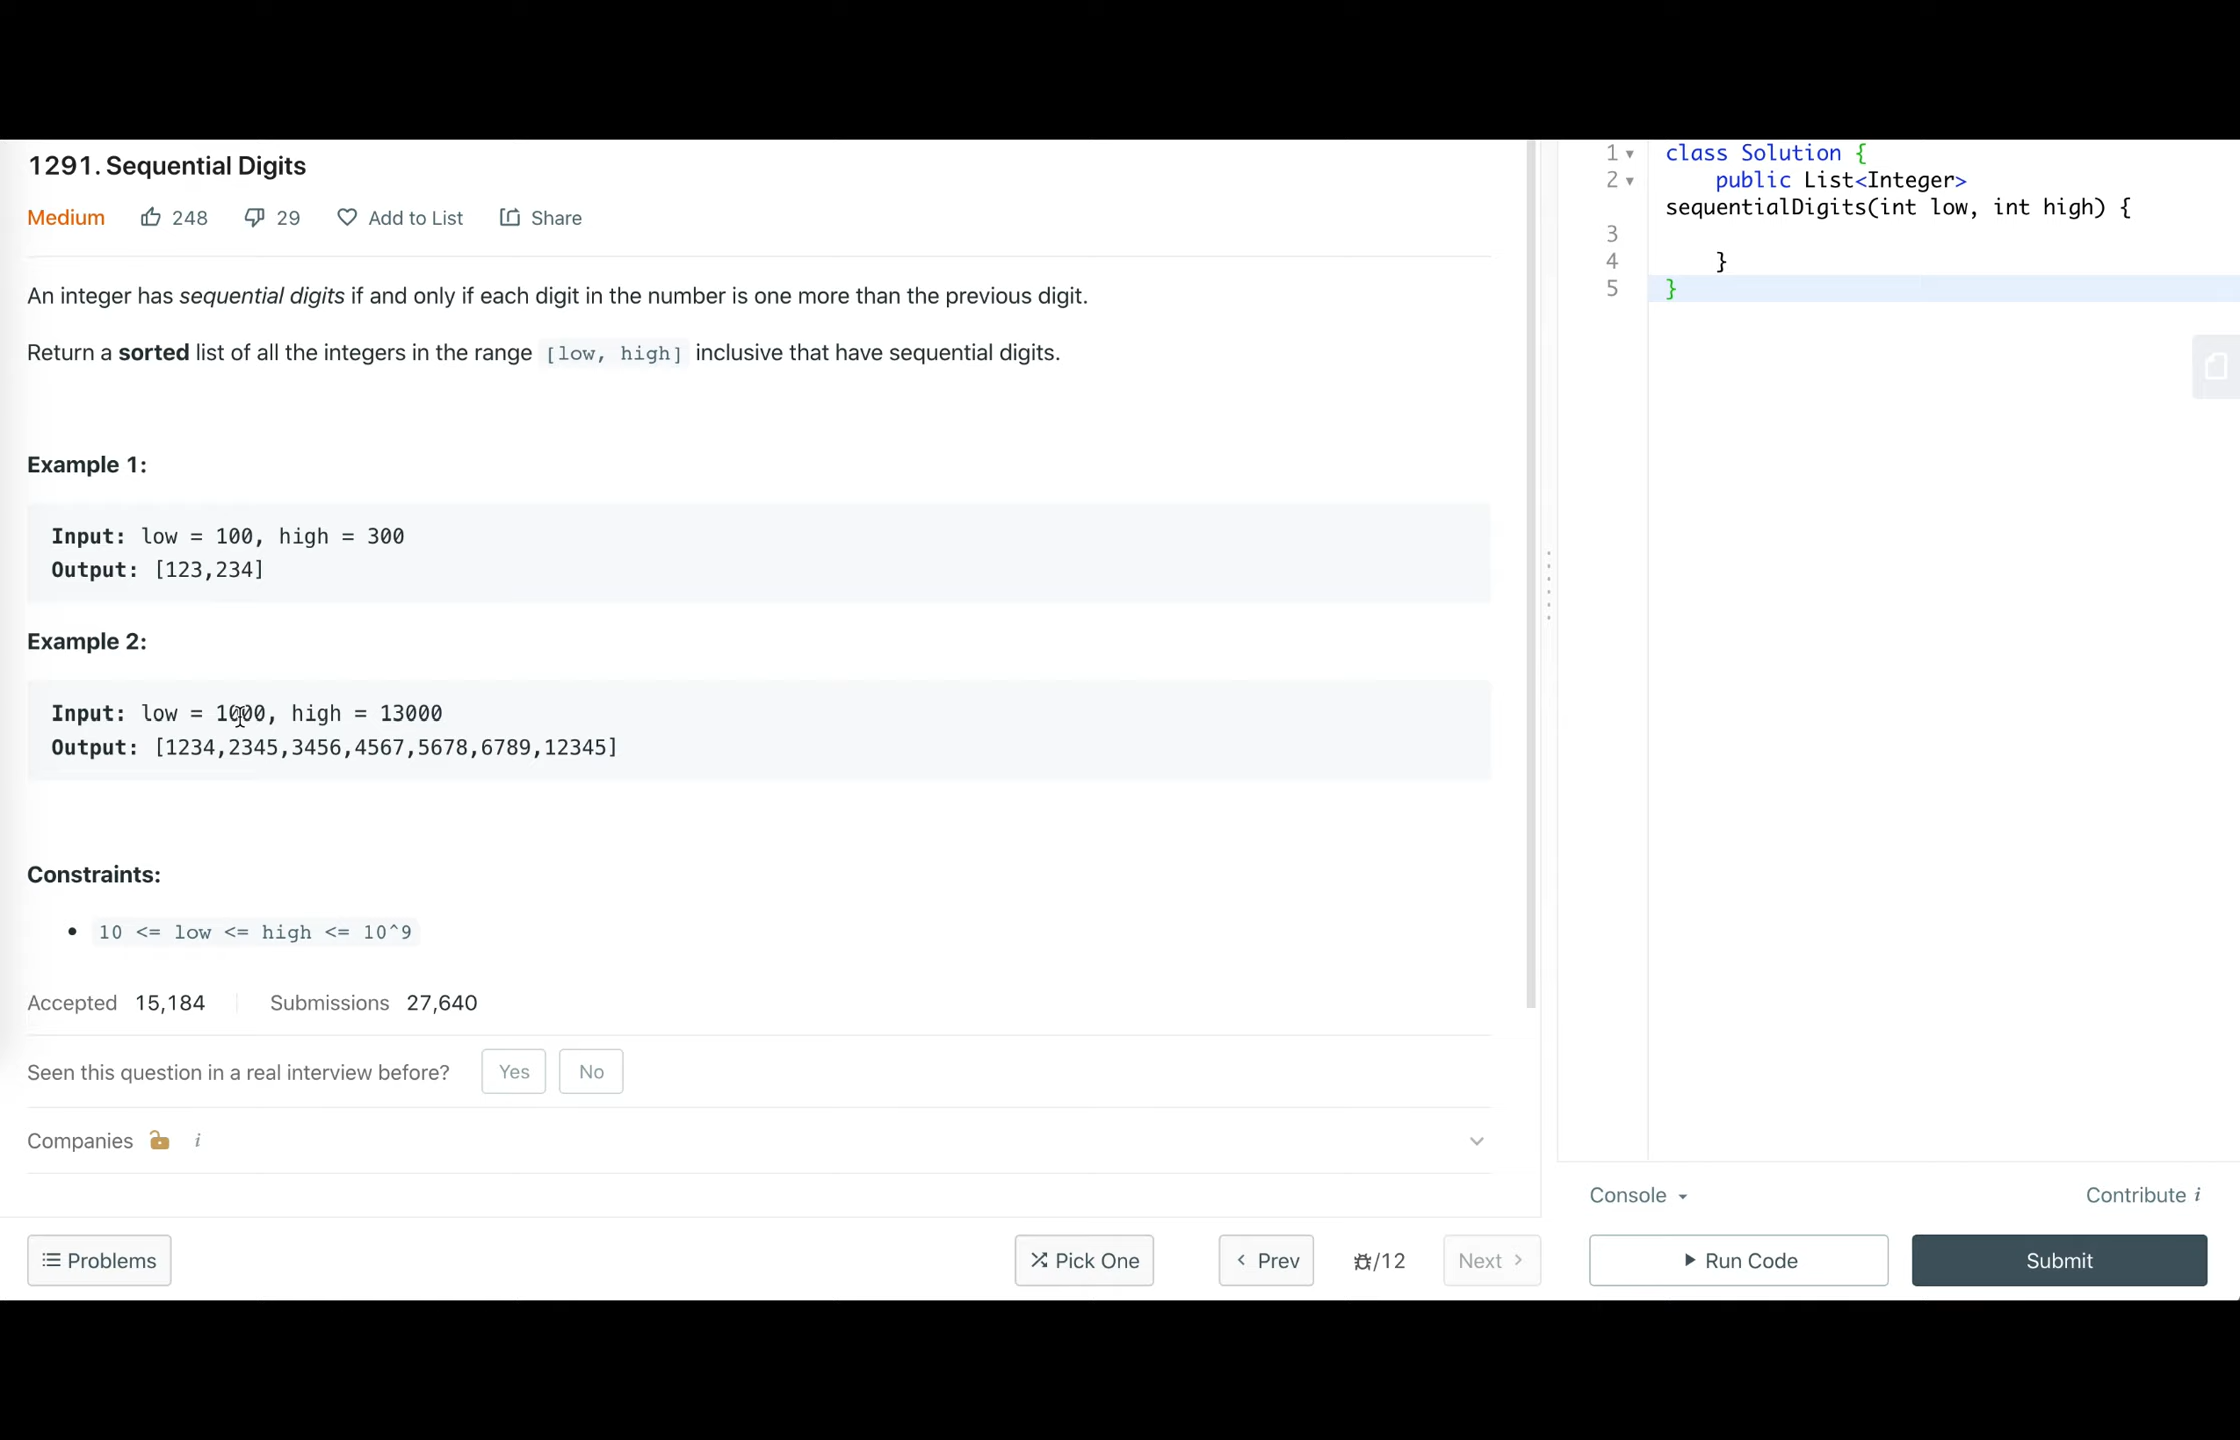 1291. Sequential Digits
Medium 248 29 Add to List Share
An integer has sequential digits if and only if each digit in the number is one more than the previous digit.
Return a sorted list of all the integers in the range [low, high] inclusive that have sequential digits.
Example 1:
Input: low = 100, high = 300
Output: [123,234]
Example 2:
Input: low = 1000, high = 13000
Output: [1234,2345,3456,4567,5678,6789,12345]
Constraints:
10 <= low <= high <= 10^9
Accepted 15,184 Submissions 27,640
Seen this question in a real interview before? Yes No
Companies i
Problems Pick One Prev /12 Next
1 class Solution {
2 public List<Integer>
sequentialDigits(int low, int high) {
3
4 }
5 }
Console Contribute i
Run Code Submit